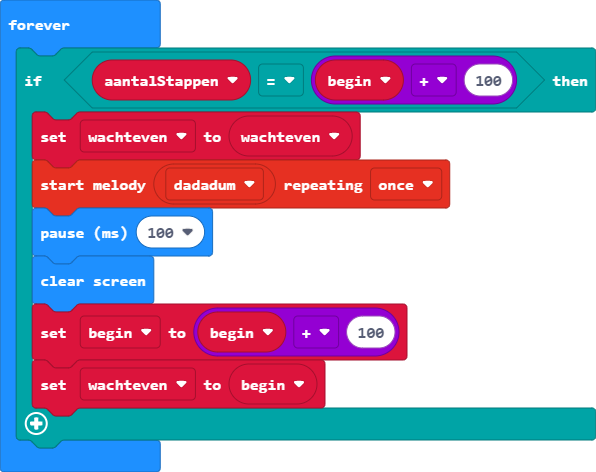 forever
if aantalStappen = begin + 100 then
set wachteven to wachteven
start melody dadadum repeating once
pause (ms) 100
clear screen
set begin to begin + 100
set wachteven to begin